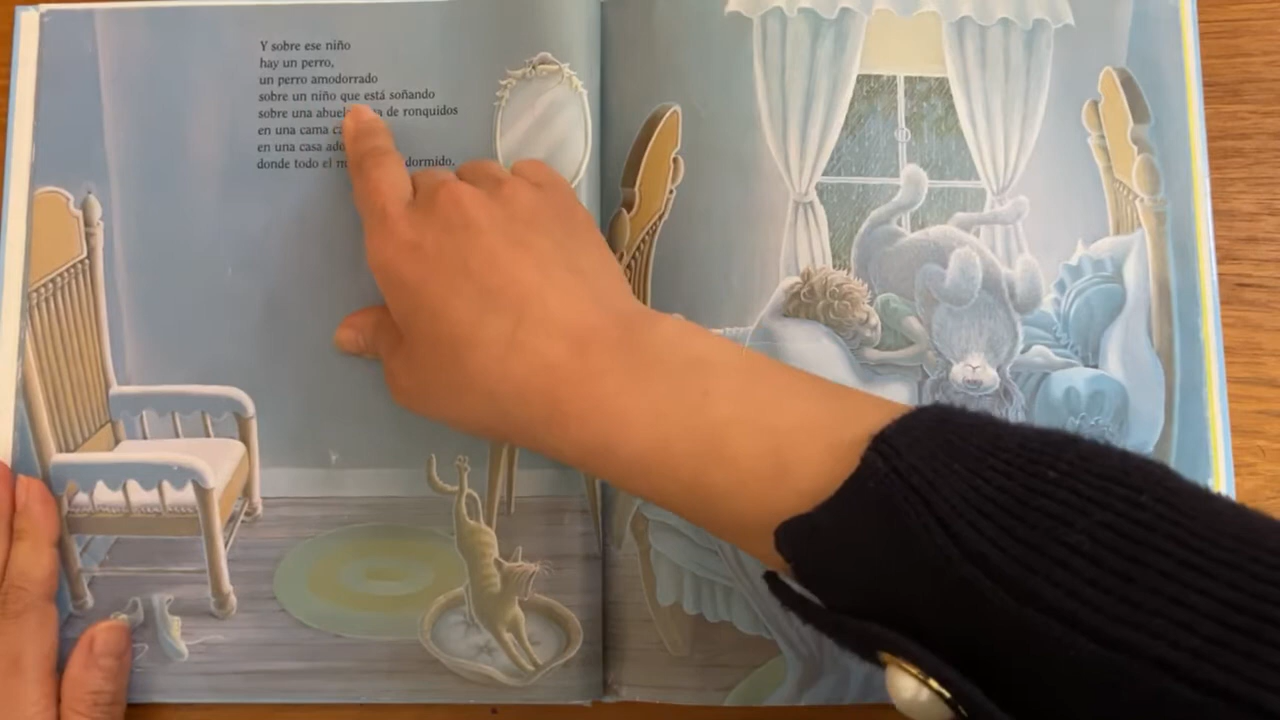 Y sobre ese niño
hay un perro,
un perro amodorrado
sobre un niño que está soñando
sobre una de ronquidos
en una cama
en una casa
donde todo el dormido.